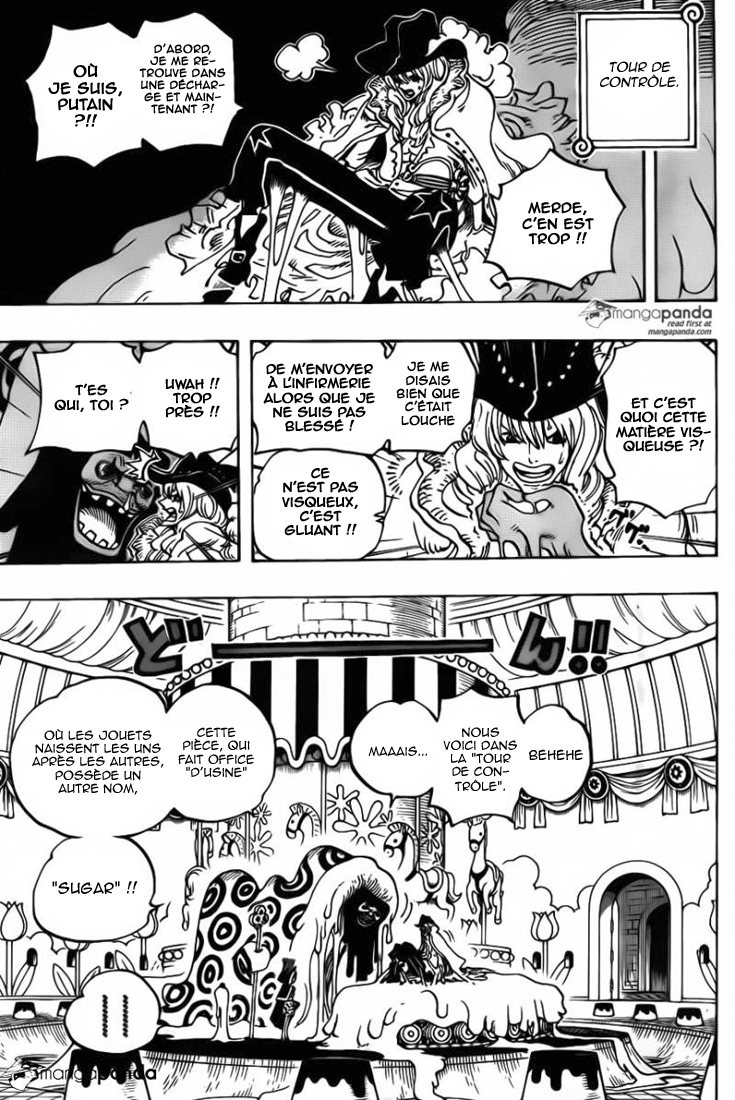 TOUR DE
CONTRÔLE.
MERDE,
C'EN EST
TROP !!
D'ABORD,
JE ME RE-
TROUVE DANS
UNE DÉCHAR-
GE ET MAIN-
TENANT ?!
OÙ
JE SUIS,
PUTAIN
?!!
mangapanda
read first at
mangapanda.com
ET C'EST
QUOI CETTE
MATIÈRE VIS-
QUEUSE ?!
JE ME
DISAIS
BIEN QUE
C'ÉTAIT
LOUCHE
DE M'ENVOYER
À L'INFIRMERIE
ALORS QUE JE
NE SUIS PAS
BLESSÉ !
CE
N'EST PAS
VISQUEUX,
C'EST
GLUANT !!
UWAH !!
TROP
PRÈS !!
T'ES
QUI, TOI ?
ど ん!!
BEHEHE
NOUS
VOICI DANS
LA "TOUR
DE CON-
TRÔLE".
MAAAIS...
CETTE
PIÈCE, QUI
FAIT OFFICE
"D'USINE"
OÙ LES JOUETS
NAISSENT LES UNS
APRÈS LES AUTRES,
POSSÈDE UN
AUTRE NOM,
"SUGAR" !!
!!
mangapanda